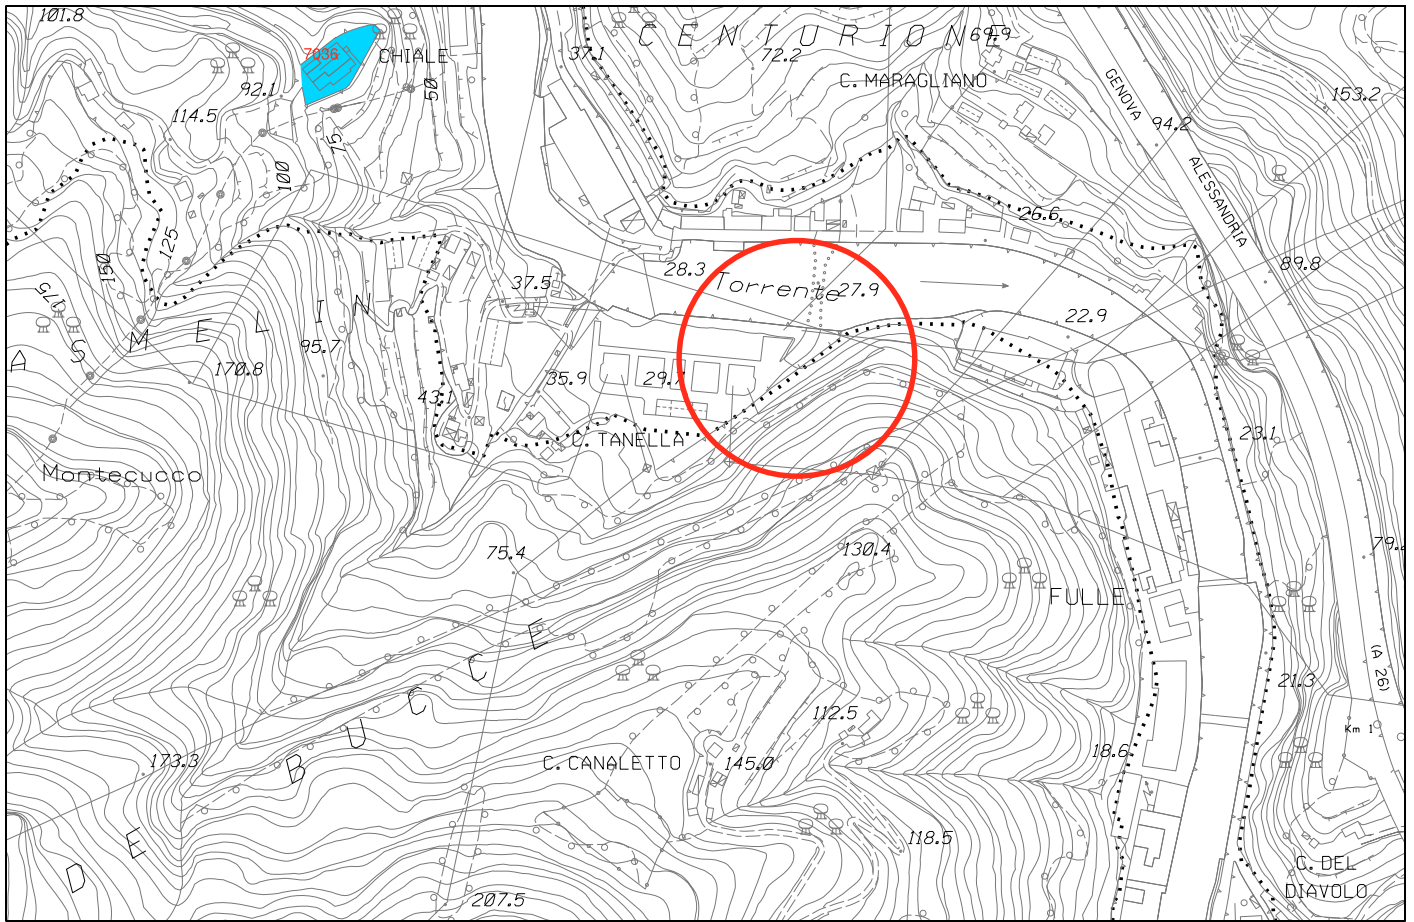 101.8
7036
CHIALE
50
92.1
114.5
75
100
125
150
175
CENTURIONE
37.1
72.2
69.9
C. MARAGLIANO
GENOVA
94.2
ALESSANDRIA
153.2
26.6
89.8
28.3
Torrente
27.9
37.5
22.9
MELIN
AS
170.8
95.7
35.9
29.7
43.1
C. TANELLA
23.1
Montecucco
75.4
130.4
79.
FULLE
BUCCE
DE
112.5
21.3
(A 26)
Km 1
173.3
C. CANALETTO
145.0
18.6
118.5
C. DEL
DIAVOLO
207.5